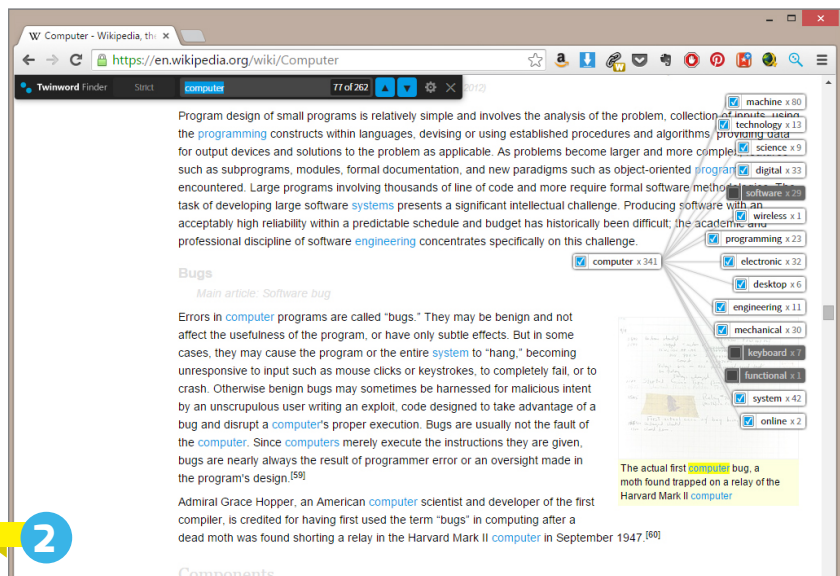 W Computer - Wikipedia, th
https://en.wikipedia.org/wiki/Computer
Twinword Finder Strict computer 77 of 262
2012)
Program design of small programs is relatively simple and involves the analysis of the problem, collection of inputs, using
the programming constructs within languages, devising or using established procedures and algorithms, providing data
for output devices and solutions to the problem as applicable. As problems become larger and more complex, features
such as subprograms, modules, formal documentation, and new paradigms such as object-oriented program
encountered. Large programs involving thousands of line of code and more require formal software methodologies. The
task of developing large software systems presents a significant intellectual challenge. Producing software with an
acceptably high reliability within a predictable schedule and budget has historically been difficult; the academic and
professional discipline of software engineering concentrates specifically on this challenge.
machine x 80
technology x 13
science x 9
digital x 33
software x 29
wireless x 1
programming x 23
computer x 341
electronic x 32
desktop x 6
engineering x 11
mechanical x 30
keyboard x 7
functional x 1
system x 42
online x 2
Bugs
Main article: Software bug
Errors in computer programs are called "bugs." They may be benign and not
affect the usefulness of the program, or have only subtle effects. But in some
cases, they may cause the program or the entire system to "hang," becoming
unresponsive to input such as mouse clicks or keystrokes, to completely fail, or to
crash. Otherwise benign bugs may sometimes be harnessed for malicious intent
by an unscrupulous user writing an exploit, code designed to take advantage of a
bug and disrupt a computer's proper execution. Bugs are usually not the fault of
the computer. Since computers merely execute the instructions they are given,
bugs are nearly always the result of programmer error or an oversight made in
the program's design.[59]
The actual first computer bug, a
moth found trapped on a relay of the
Harvard Mark II computer
Admiral Grace Hopper, an American computer scientist and developer of the first
compiler, is credited for having first used the term "bugs" in computing after a
dead moth was found shorting a relay in the Harvard Mark II computer in September 1947.[60]
Components
2